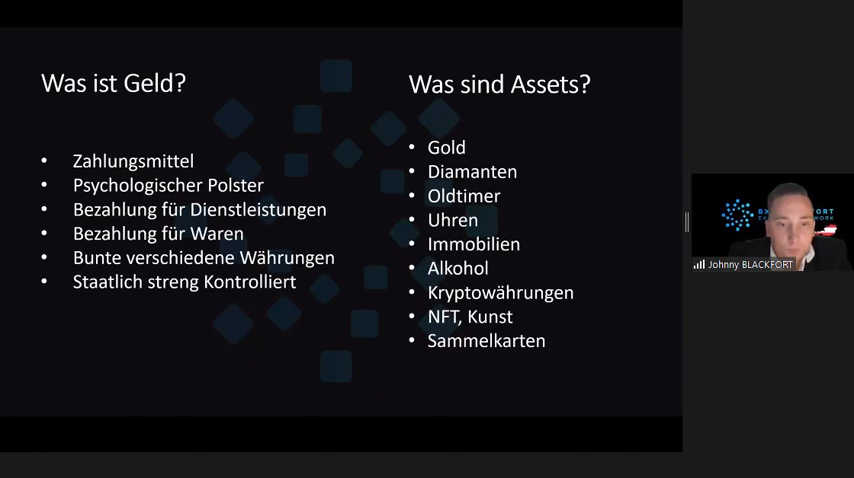 Was ist Geld?
Zahlungsmittel
Psychologischer Polster
Bezahlung für Dienstleistungen
Bezahlung für Waren
Bunte verschiedene Währungen
Staatlich streng Kontrolliert
Was sind Assets?
Gold
Diamanten
Oldtimer
Uhren
Immobilien
Alkohol
Kryptowährungen
NFT, Kunst
Sammelkarten
Johnny BLACKFORT